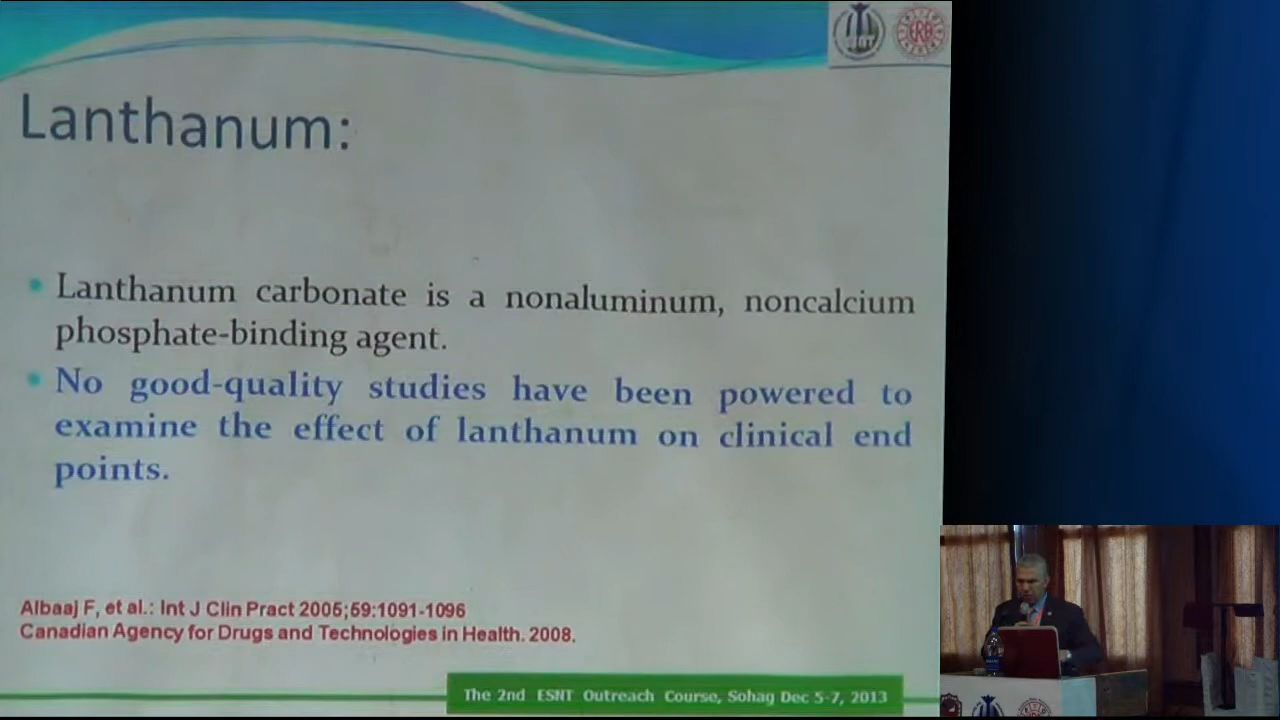 Lanthanum:
Lanthanum carbonate is a nonaluminum, noncalcium
phosphate-binding agent.
No good-quality studies have been powered to
examine the effect of lanthanum on clinical end
points.
Albaaj F, et al.: Int J Clin Pract 2005;59:1091-1096
Canadian Agency for Drugs and Technologies in Health. 2008.
The 2nd ESNT Outreach Course, Sohag Dec 5-7, 2013